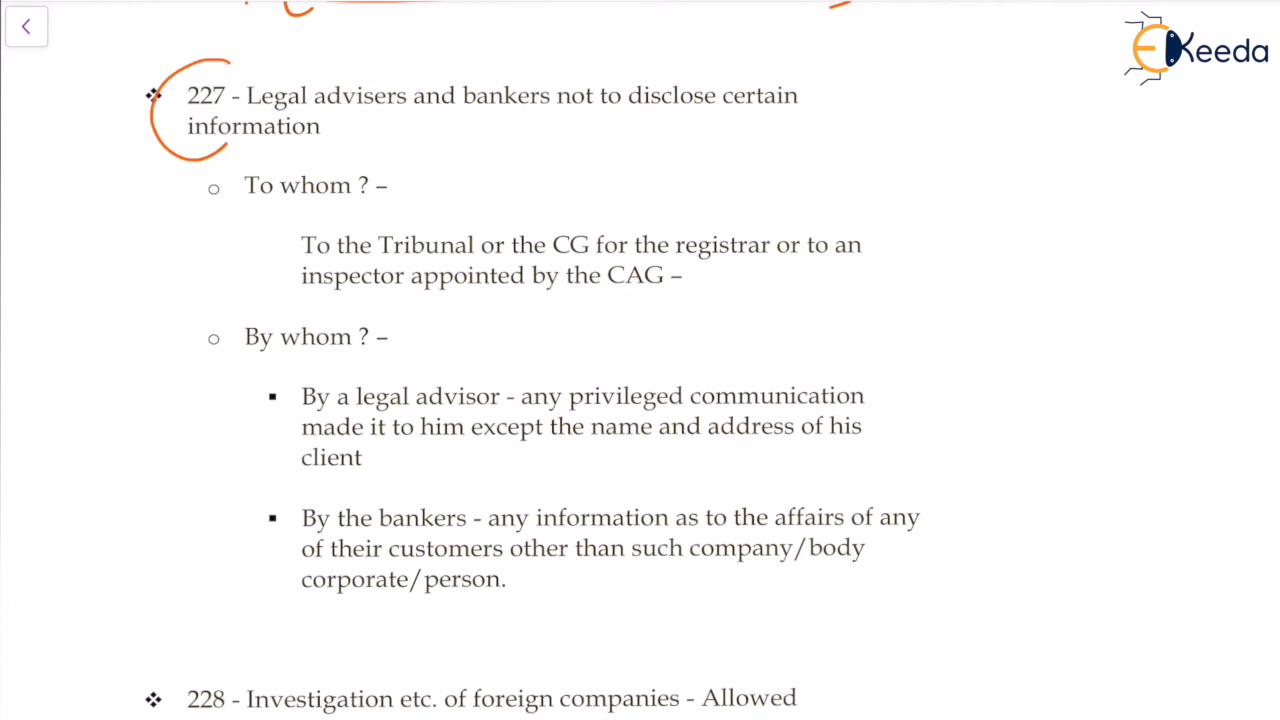 EKeeda
❖ 227 - Legal advisers and bankers not to disclose certain
information
o To whom ? –
To the Tribunal or the CG for the registrar or to an
inspector appointed by the CAG –
o By whom ? –
▪ By a legal advisor - any privileged communication
made it to him except the name and address of his
client
▪ By the bankers - any information as to the affairs of any
of their customers other than such company/body
corporate/person.
❖ 228 - Investigation etc. of foreign companies - Allowed